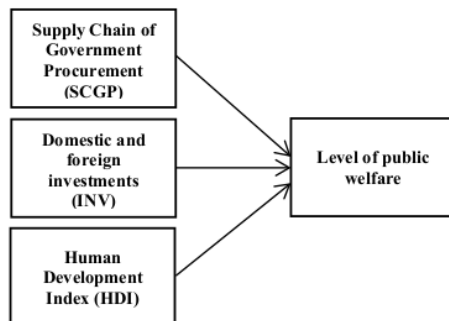 Supply Chain of
Government
Procurement
(SCGP)
Domestic and
foreign
investments
(INV)
Human
Development
Index (HDI)
Level of public
welfare